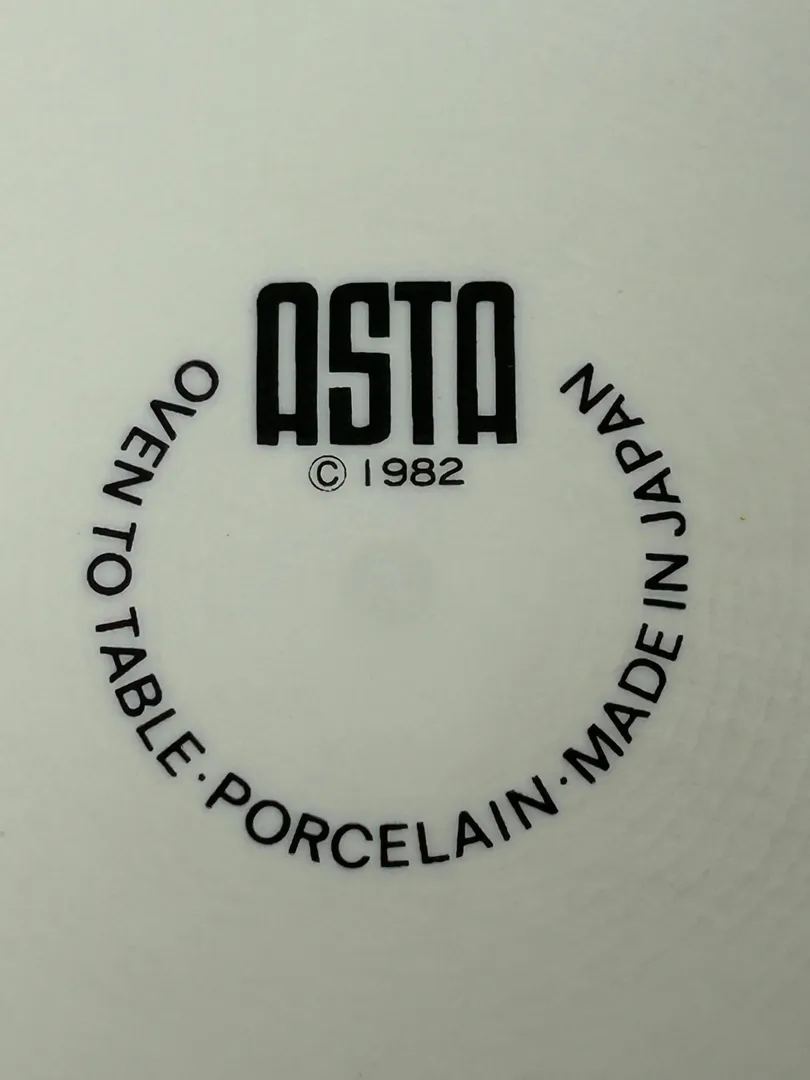 ASTA
© 1982
OVEN TO TABLE · PORCELAIN · MADE IN JAPAN